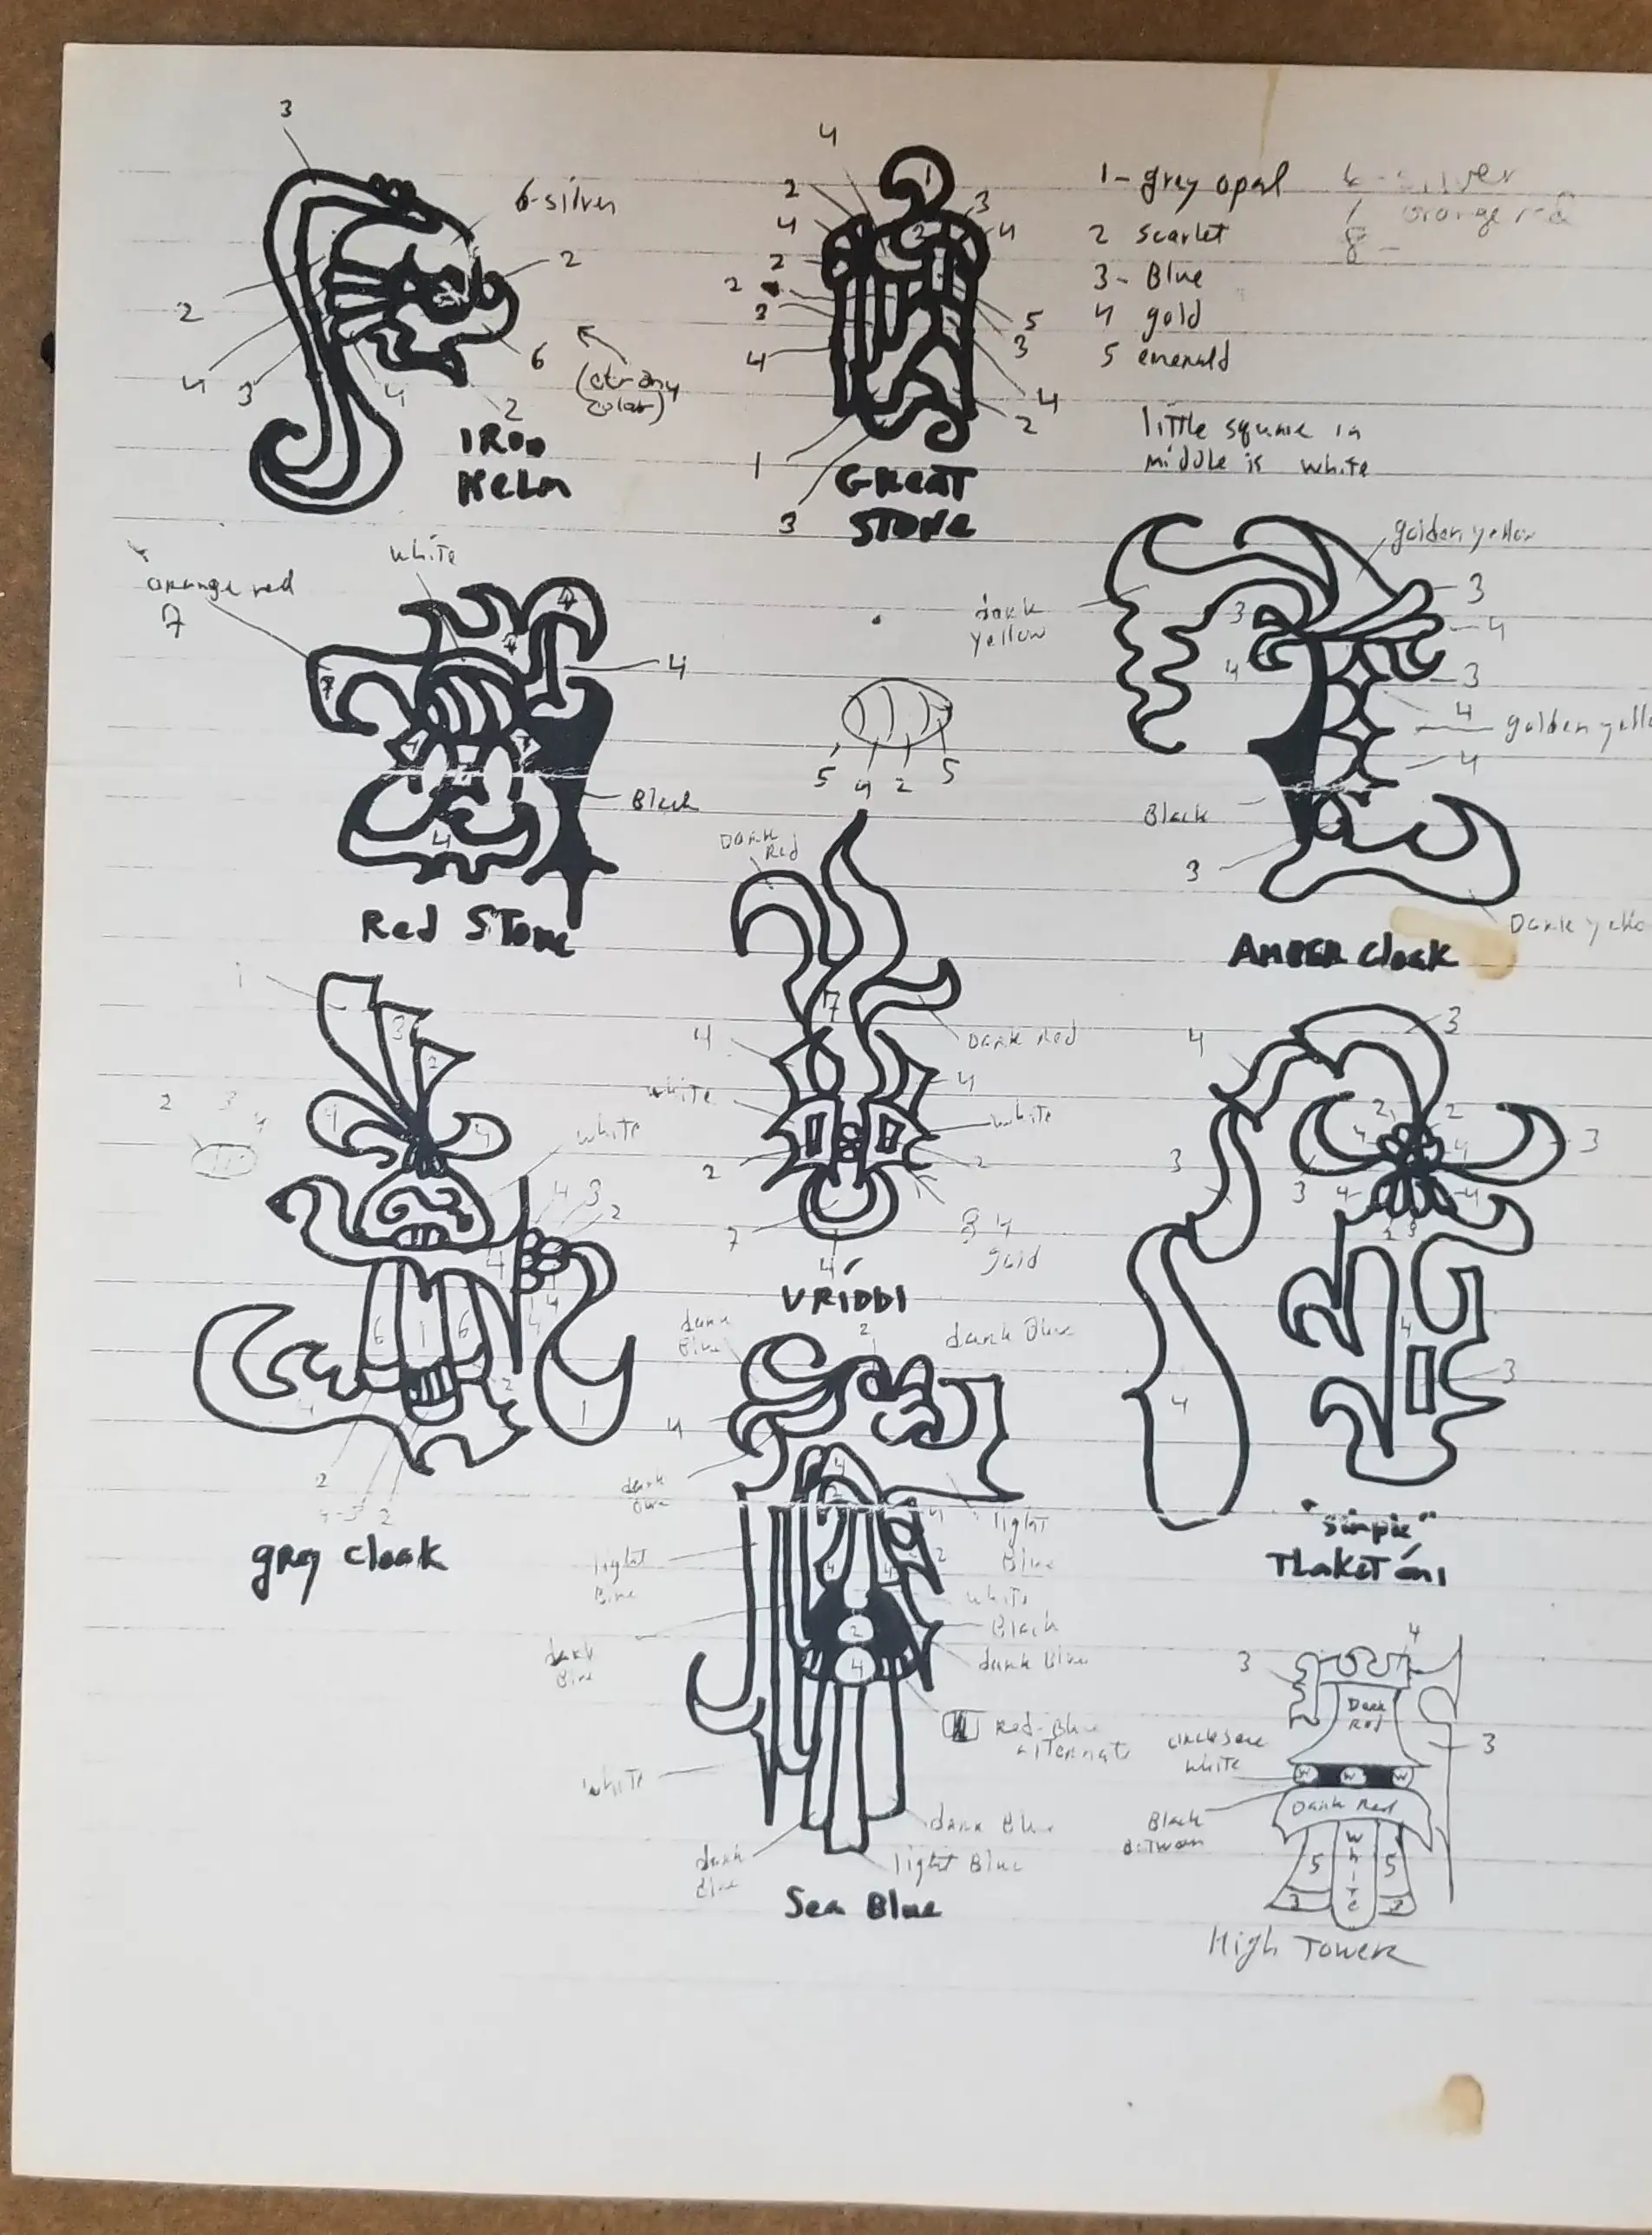 3
6-silver
2
2
4
3
4
2
6
(
)
IRON
HELM
4
2
4
2
2
3
4
1
3
1
2
3
4
5
3
4
2
GREAT
STONE
1- grey opal
2 scarlet
3- Blue
4 gold
5 emerald
6 - silver
7 orange red
8 -
little square in
middle is white
orange red
7
white
4
4
7
4
Black
4
Red STone
5 4 2 5
golden yellow
dark
yellow
3
3
4
4
3
4
golden
4
Black
3
Dark
AMBER Cloak
1
3
2
4
4
2 3 4
white
4 3 2
4
6 1 6
4
4
2
1
2
4-3
2
grey cloak
Dark
Red
7
Dark Red
4
4
white
white
2
2
7
4
8 4
gold
VRIDDI
4
3
3
2 2
4 4
3
3
4
4
2 3
4
3
4
"simple"
TLAKOTÁNI
dark
Blue
2
dark Blue
4
dark
Blue
4
2
4
light
Blue
light
Blue
4 4
2
white
Black
dark Blue
dark
Blue
2
4
Red-Blue
alternate
white
dark Blue
dark
Blue
light Blue
Sea Blue
3
4
Dark
Red
3
circles are
white
W W W
Dark Red
Black
Between
White
5 5
3 3
High Tower